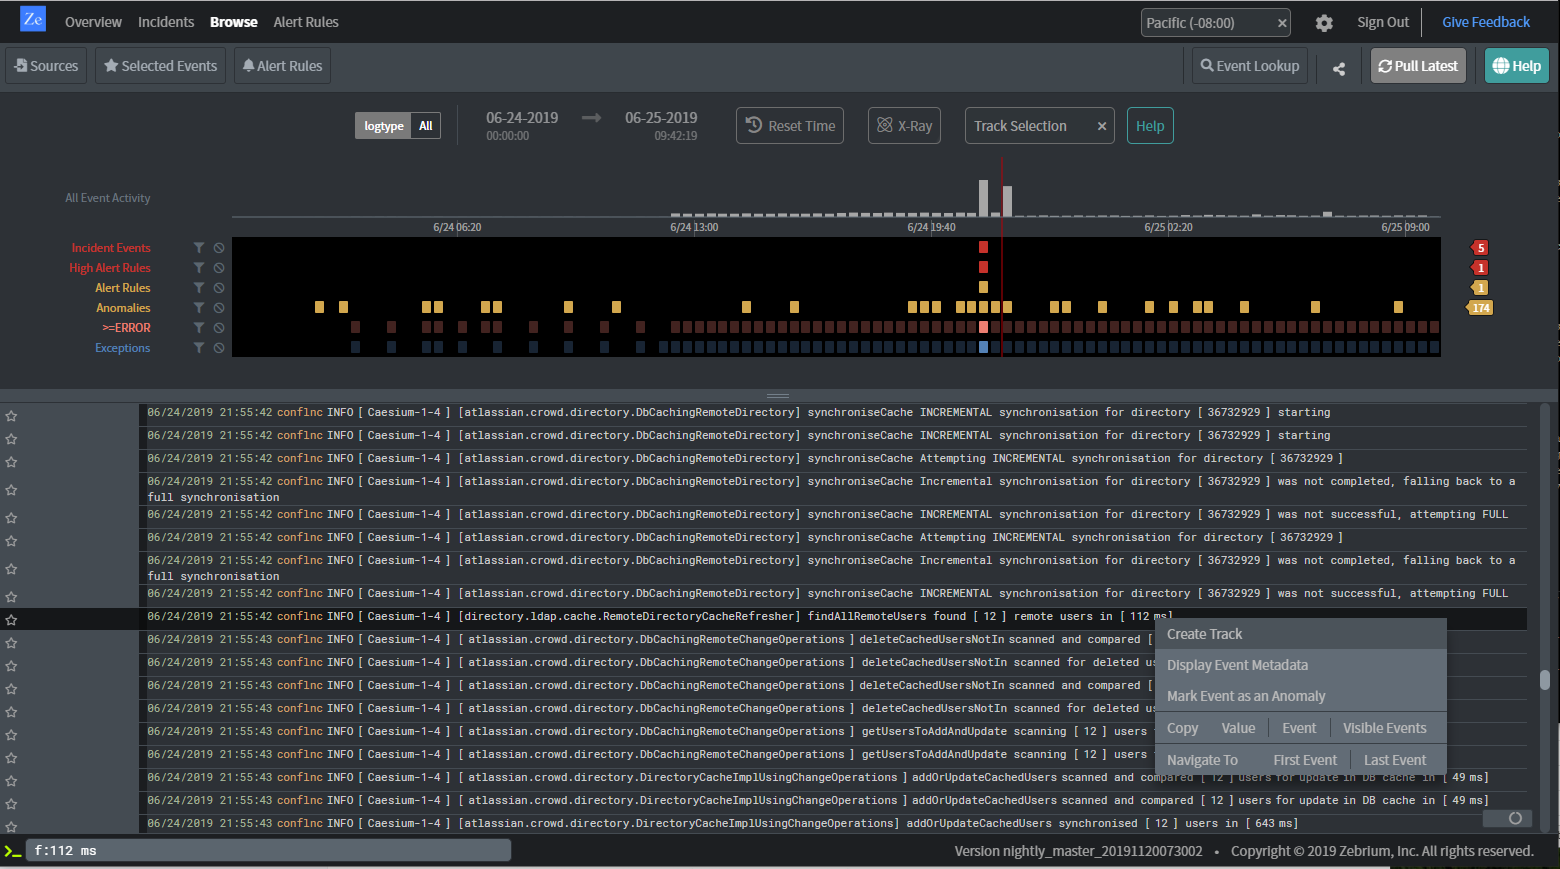 Ze Overview Incidents Browse Alert Rules Pacific (-08:00) × Sign Out Give Feedback
Sources Selected Events Alert Rules Event Lookup Pull Latest Help
logtype All 06-24-2019 06-25-2019 Reset Time X-Ray Track Selection × Help
00:00:00 09:42:19
All Event Activity
6/24 06:20 6/24 13:00 6/24 19:40 6/25 02:20 6/25 09:00
Incident Events 5
High Alert Rules 1
Alert Rules 1
Anomalies 174
>=ERROR
Exceptions
06/24/2019 21:55:42 conflnc INFO [ Caesium-1-4 ] [atlassian.crowd.directory.DbCachingRemoteDirectory] synchroniseCache INCREMENTAL synchronisation for directory [ 36732929 ] starting
06/24/2019 21:55:42 conflnc INFO [ Caesium-1-4 ] [atlassian.crowd.directory.DbCachingRemoteDirectory] synchroniseCache INCREMENTAL synchronisation for directory [ 36732929 ] starting
06/24/2019 21:55:42 conflnc INFO [ Caesium-1-4 ] [atlassian.crowd.directory.DbCachingRemoteDirectory] synchroniseCache Attempting INCREMENTAL synchronisation for directory [ 36732929 ]
06/24/2019 21:55:42 conflnc INFO [ Caesium-1-4 ] [atlassian.crowd.directory.DbCachingRemoteDirectory] synchroniseCache Incremental synchronisation for directory [ 36732929 ] was not completed, falling back to a
full synchronisation
06/24/2019 21:55:42 conflnc INFO [ Caesium-1-4 ] [atlassian.crowd.directory.DbCachingRemoteDirectory] synchroniseCache INCREMENTAL synchronisation for directory [ 36732929 ] was not successful, attempting FULL
06/24/2019 21:55:42 conflnc INFO [ Caesium-1-4 ] [atlassian.crowd.directory.DbCachingRemoteDirectory] synchroniseCache Attempting INCREMENTAL synchronisation for directory [ 36732929 ]
06/24/2019 21:55:42 conflnc INFO [ Caesium-1-4 ] [atlassian.crowd.directory.DbCachingRemoteDirectory] synchroniseCache Incremental synchronisation for directory [ 36732929 ] was not completed, falling back to a
full synchronisation
06/24/2019 21:55:42 conflnc INFO [ Caesium-1-4 ] [atlassian.crowd.directory.DbCachingRemoteDirectory] synchroniseCache INCREMENTAL synchronisation for directory [ 36732929 ] was not successful, attempting FULL
06/24/2019 21:55:42 conflnc INFO [ Caesium-1-4 ] [directory.ldap.cache.RemoteDirectoryCacheRefresher] findAllRemoteUsers found [ 12 ] remote users in [ 112 ms]
06/24/2019 21:55:43 conflnc INFO [ Caesium-1-4 ] [ atlassian.crowd.directory.DbCachingRemoteChangeOperations ] deleteCachedUsersNotIn scanned and compared [
06/24/2019 21:55:43 conflnc INFO [ Caesium-1-4 ] [ atlassian.crowd.directory.DbCachingRemoteChangeOperations ] deleteCachedUsersNotIn scanned for deleted us
06/24/2019 21:55:43 conflnc INFO [ Caesium-1-4 ] [ atlassian.crowd.directory.DbCachingRemoteChangeOperations ] deleteCachedUsersNotIn scanned and compared [
06/24/2019 21:55:43 conflnc INFO [ Caesium-1-4 ] [ atlassian.crowd.directory.DbCachingRemoteChangeOperations ] deleteCachedUsersNotIn scanned for deleted us
06/24/2019 21:55:43 conflnc INFO [ Caesium-1-4 ] [ atlassian.crowd.directory.DbCachingRemoteChangeOperations ] getUsersToAddAndUpdate scanning [ 12 ] users
06/24/2019 21:55:43 conflnc INFO [ Caesium-1-4 ] [ atlassian.crowd.directory.DbCachingRemoteChangeOperations ] getUsersToAddAndUpdate scanning [ 12 ] users
06/24/2019 21:55:43 conflnc INFO [ Caesium-1-4 ] [ atlassian.crowd.directory.DirectoryCacheImplUsingChangeOperations ] addOrUpdateCachedUsers scanned and compared [ 12 ] users for update in DB cache in [ 49 ms]
06/24/2019 21:55:43 conflnc INFO [ Caesium-1-4 ] [ atlassian.crowd.directory.DirectoryCacheImplUsingChangeOperations ] addOrUpdateCachedUsers scanned and compared [ 12 ] users for update in DB cache in [ 49 ms]
06/24/2019 21:55:43 conflnc INFO [ Caesium-1-4 ] [atlassian.crowd.directory.DirectoryCacheImplUsingChangeOperations] addOrUpdateCachedUsers synchronised [ 12 ] users in [ 643 ms]
Create Track
Display Event Metadata
Mark Event as an Anomaly
Copy Value Event Visible Events
Navigate To First Event Last Event
>_ f:112 ms Version nightly_master_20191120073002 • Copyright © 2019 Zebrium, Inc. All rights reserved.